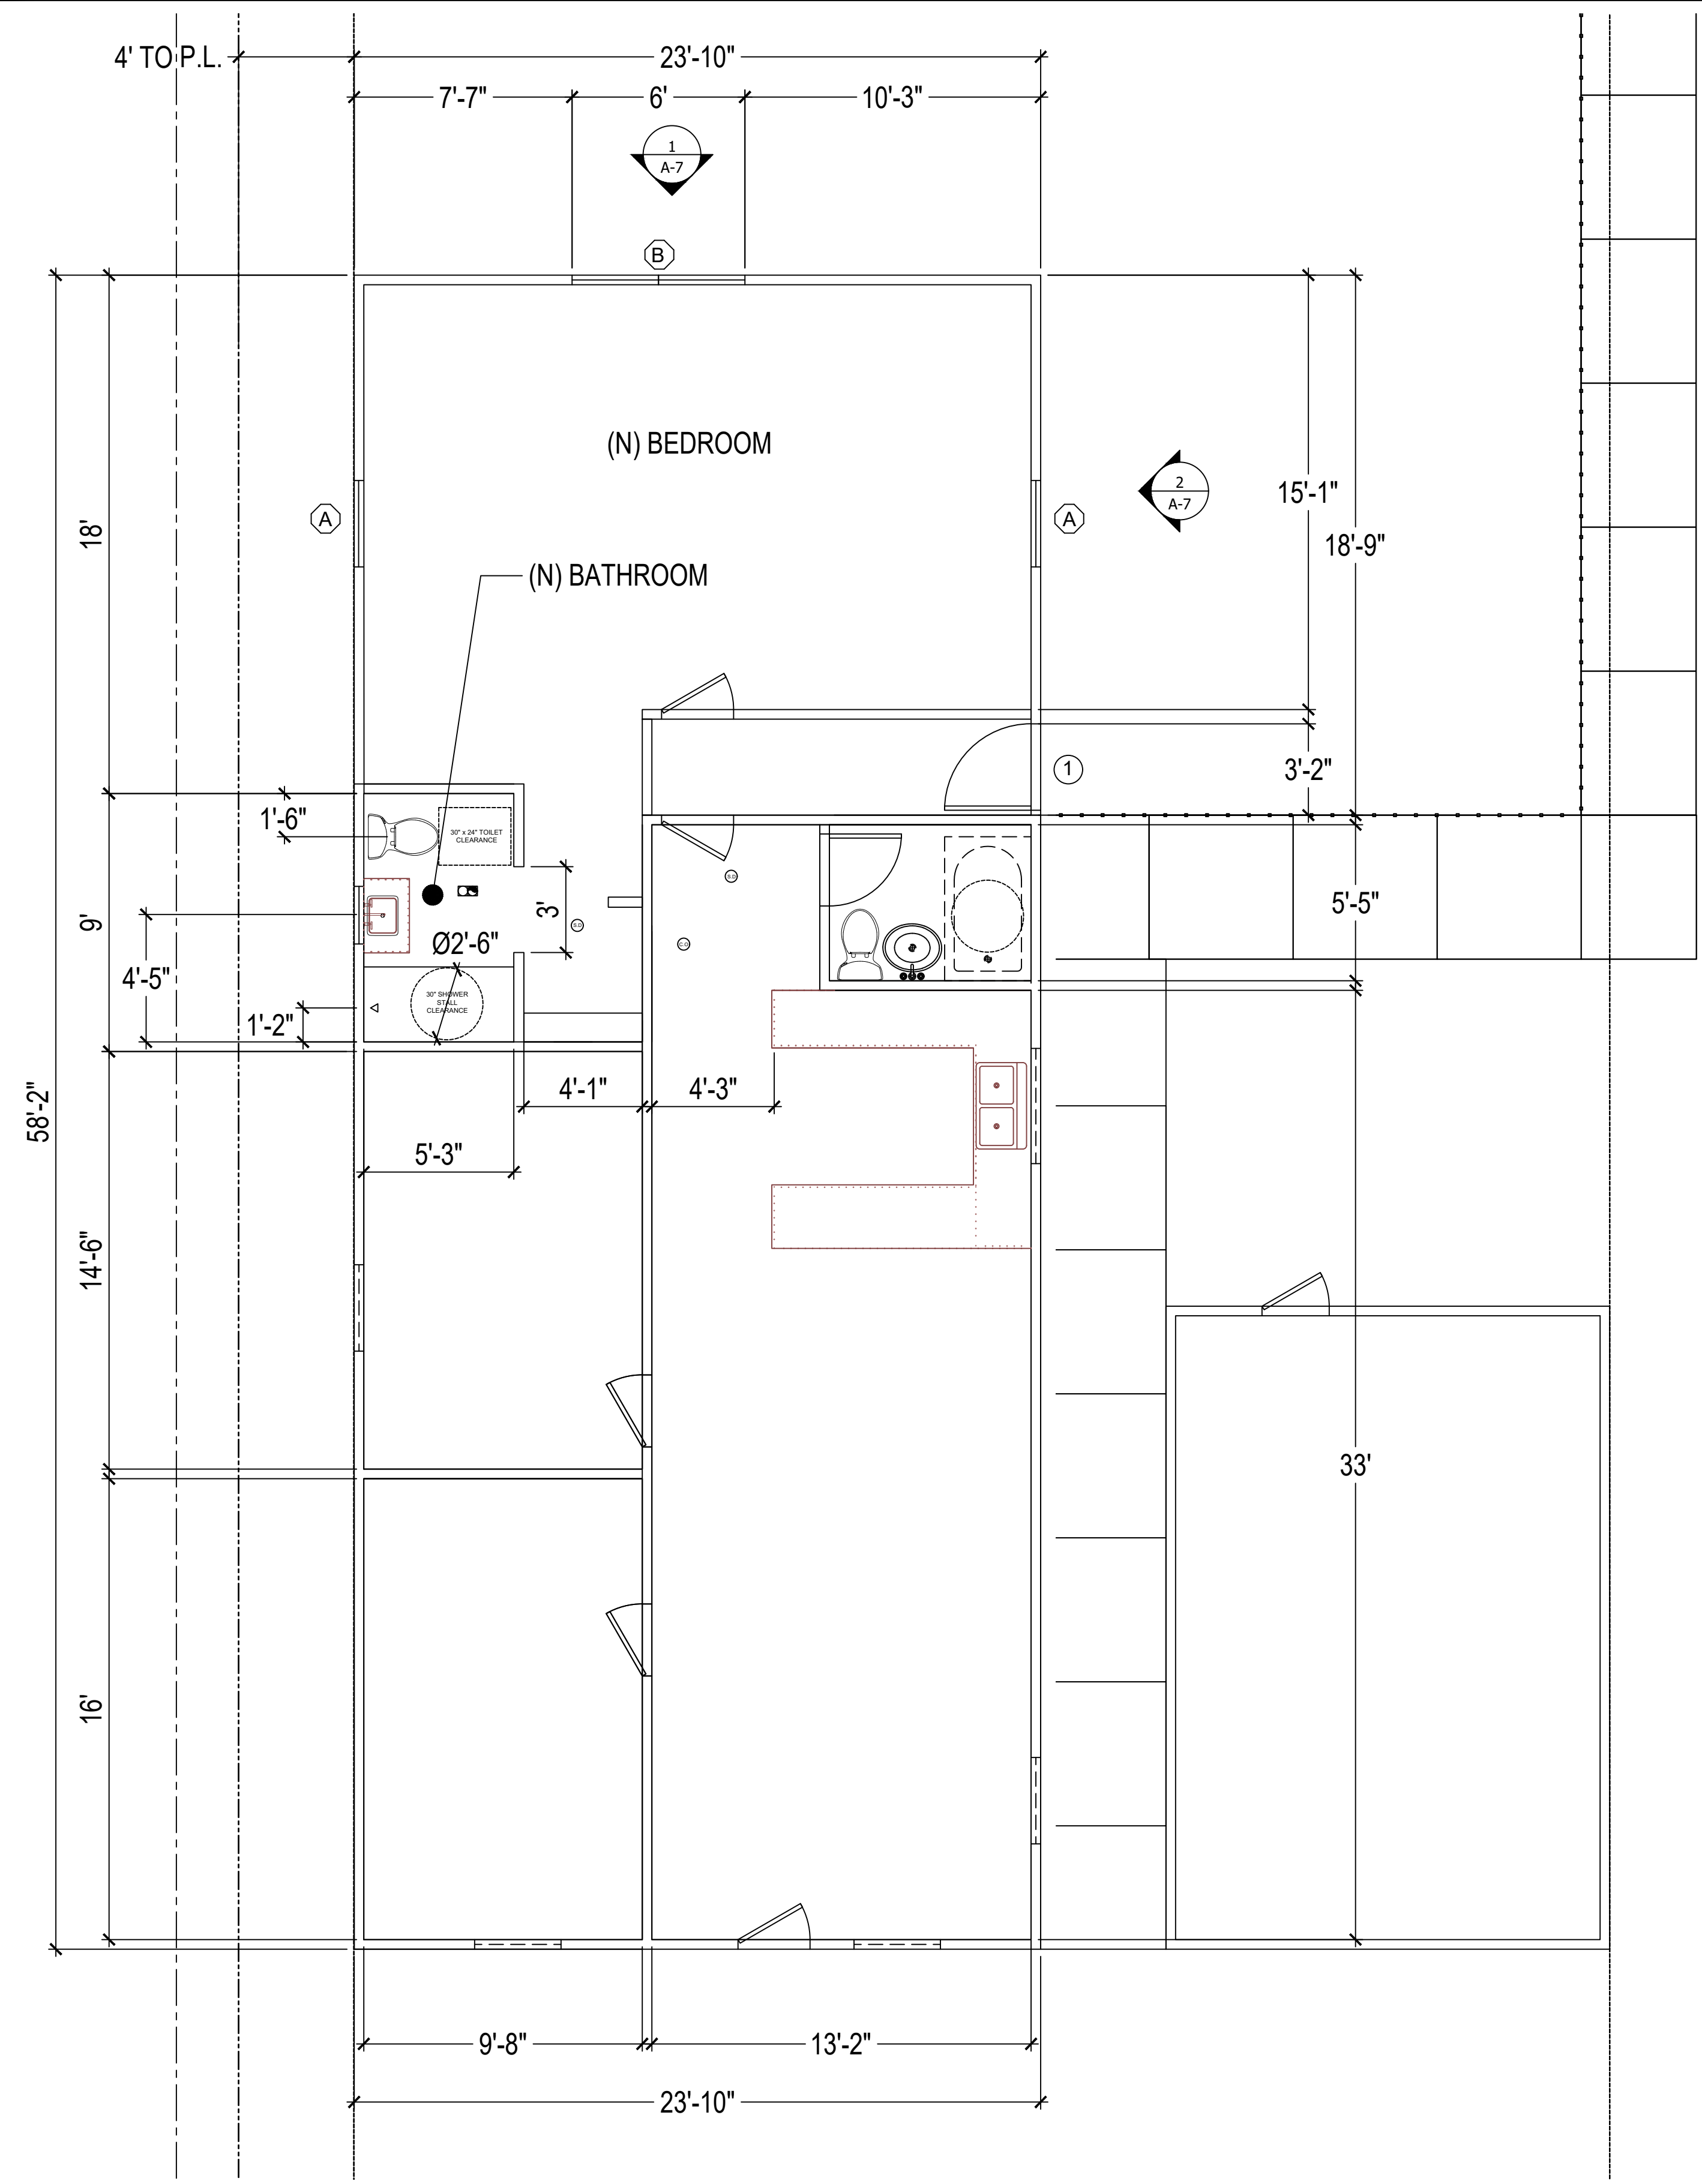 4' TO P.L.
23'-10"
7'-7"
6'
10'-3"
1
A-7
B
(N) BEDROOM
2
A-7
15'-1"
A
A
18'
18'-9"
(N) BATHROOM
1
3'-2"
1'-6"
30" x 24" TOILET
CLEARANCE
S.D
3'
5'-5"
9'
S.D
C.D
Ø2'-6"
4'-5"
30" SHOWER
STALL
CLEARANCE
1'-2"
4'-1"
4'-3"
58'-2"
5'-3"
14'-6"
33'
16'
9'-8"
13'-2"
23'-10"